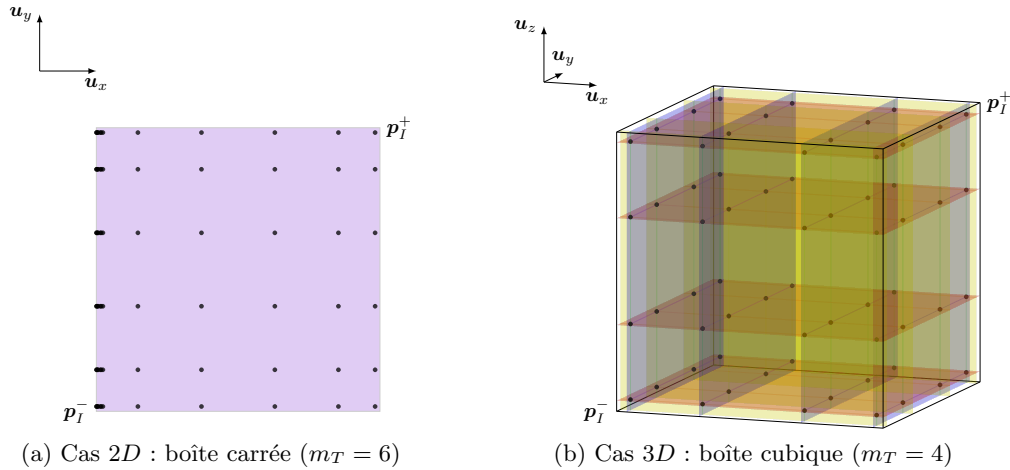 u_y
u_x
p_I^+
p_I^-
(a) Cas 2D : boîte carrée (m_T = 6)
u_z
u_y
u_x
p_I^+
p_I^-
(b) Cas 3D : boîte cubique (m_T = 4)